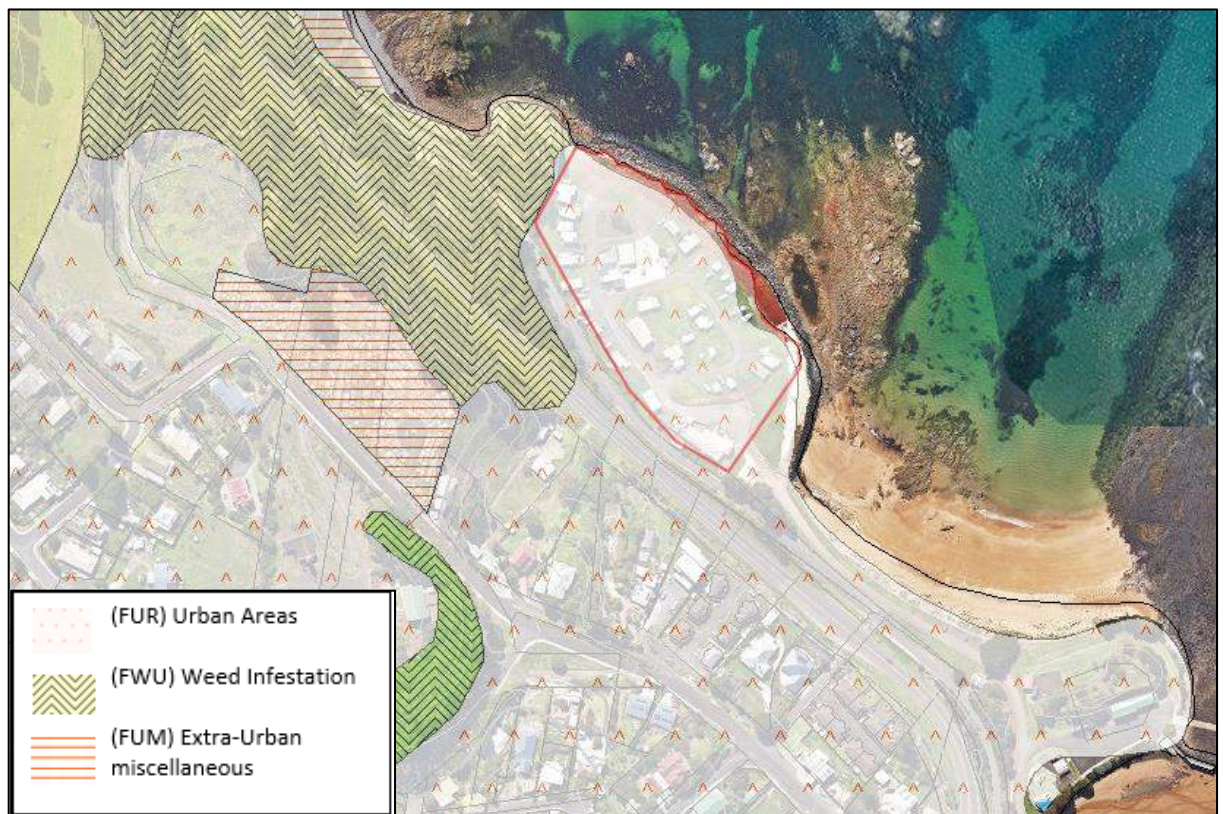 (FUR) Urban Areas
(FWU) Weed Infestation
(FUM) Extra-Urban
miscellaneous